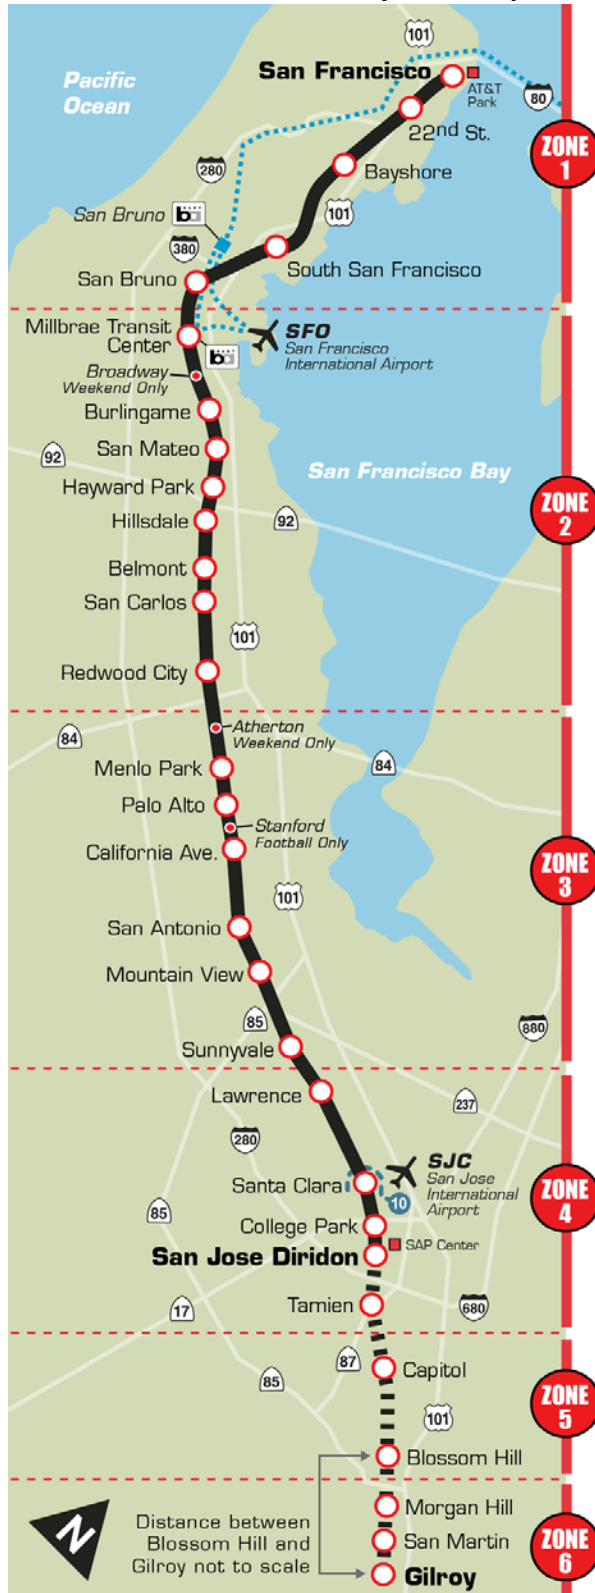 101
Pacific
Ocean
San Francisco
AT&T
Park
80
22nd St.
ZONE
1
280
Bayshore
101
San Bruno
ba
380
South San Francisco
San Bruno
Millbrae Transit
Center
ba
SFO
San Francisco
International Airport
Broadway
Weekend Only
Burlingame
San Mateo
92
San Francisco Bay
Hayward Park
ZONE
2
Hillsdale
92
Belmont
San Carlos
101
Redwood City
Atherton
Weekend Only
84
84
Menlo Park
Palo Alto
Stanford
Football Only
California Ave.
ZONE
3
101
San Antonio
Mountain View
85
880
Sunnyvale
Lawrence
237
280
SJC
San Jose
International
Airport
Santa Clara
10
ZONE
4
85
College Park
San Jose Diridon
SAP Center
Tamien
17
680
87
Capitol
85
ZONE
5
101
Blossom Hill
Morgan Hill
N
Distance between
Blossom Hill and
Gilroy not to scale
San Martin
ZONE
6
Gilroy